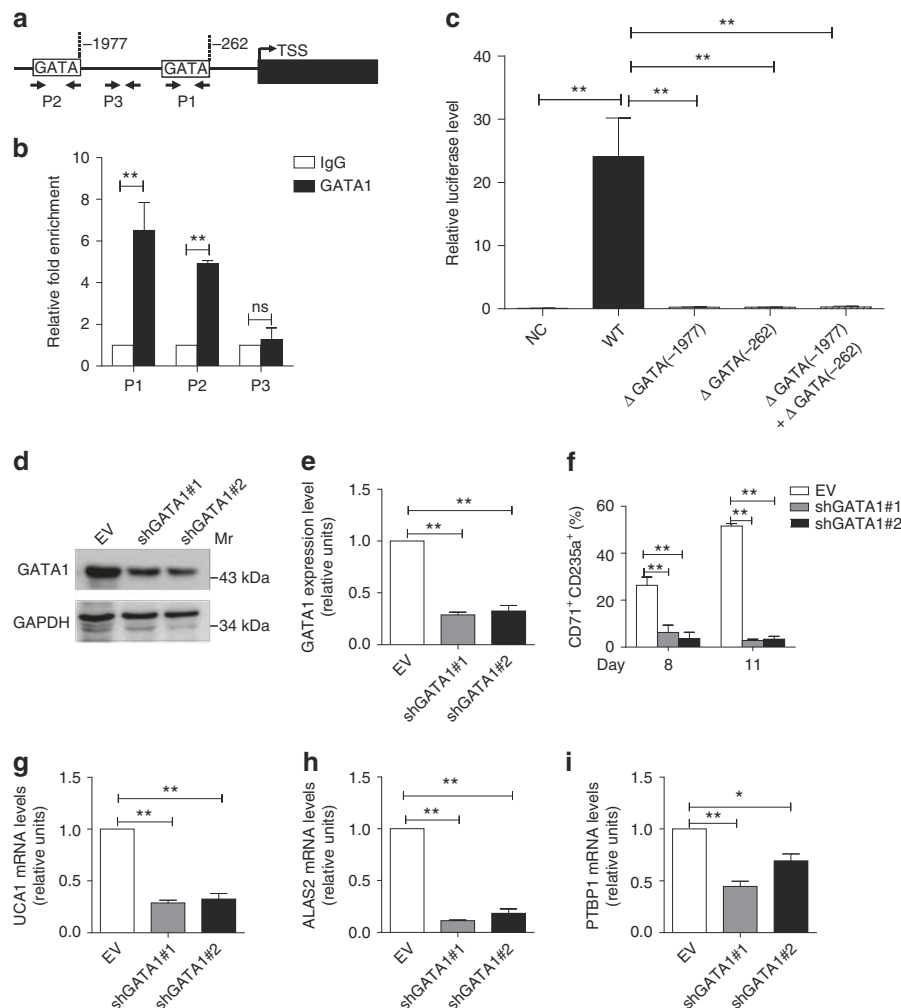 a
–1977
–262
TSS
GATA
GATA
P2
P3
P1
b
Relative fold enrichment
10
8
6
4
2
0
**
**
ns
IgG
GATA1
P1
P2
P3
c
Relative luciferase level
40
30
20
10
0
**
**
**
**
NC
WT
Δ GATA(–1977)
Δ GATA(–262)
Δ GATA(–1977)
+ Δ GATA(–262)
d
EV
shGATA1#1
shGATA1#2
Mr
GATA1
43 kDa
GAPDH
34 kDa
e
GATA1 expression level
(relative units)
1.5
1.0
0.5
0.0
**
**
EV
shGATA1#1
shGATA1#2
f
CD71+ CD235a+ (%)
60
40
20
0
**
**
**
**
EV
shGATA1#1
shGATA1#2
Day
8
11
g
UCA1 mRNA levels
(relative units)
1.5
1.0
0.5
0.0
**
**
EV
shGATA1#1
shGATA1#2
h
ALAS2 mRNA levels
(relative units)
1.5
1.0
0.5
0.0
**
**
EV
shGATA1#1
shGATA1#2
i
PTBP1 mRNA levels
(relative units)
1.5
1.0
0.5
0.0
*
**
EV
shGATA1#1
shGATA1#2